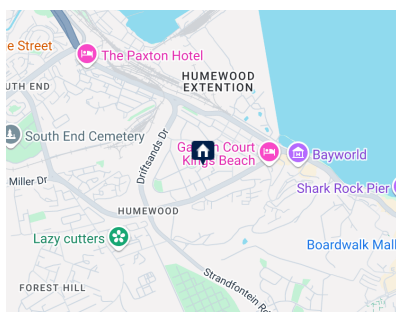 e Street
The Paxton Hotel
HUMEWOOD
EXTENTION
UTH END
South End Cemetery
Driftsands Dr
Garden Court
Kings Beach
Bayworld
Miller Dr
Shark Rock Pier
HUMEWOOD
Lazy cutters
Boardwalk Mall
Strandfontein R
FOREST HILL